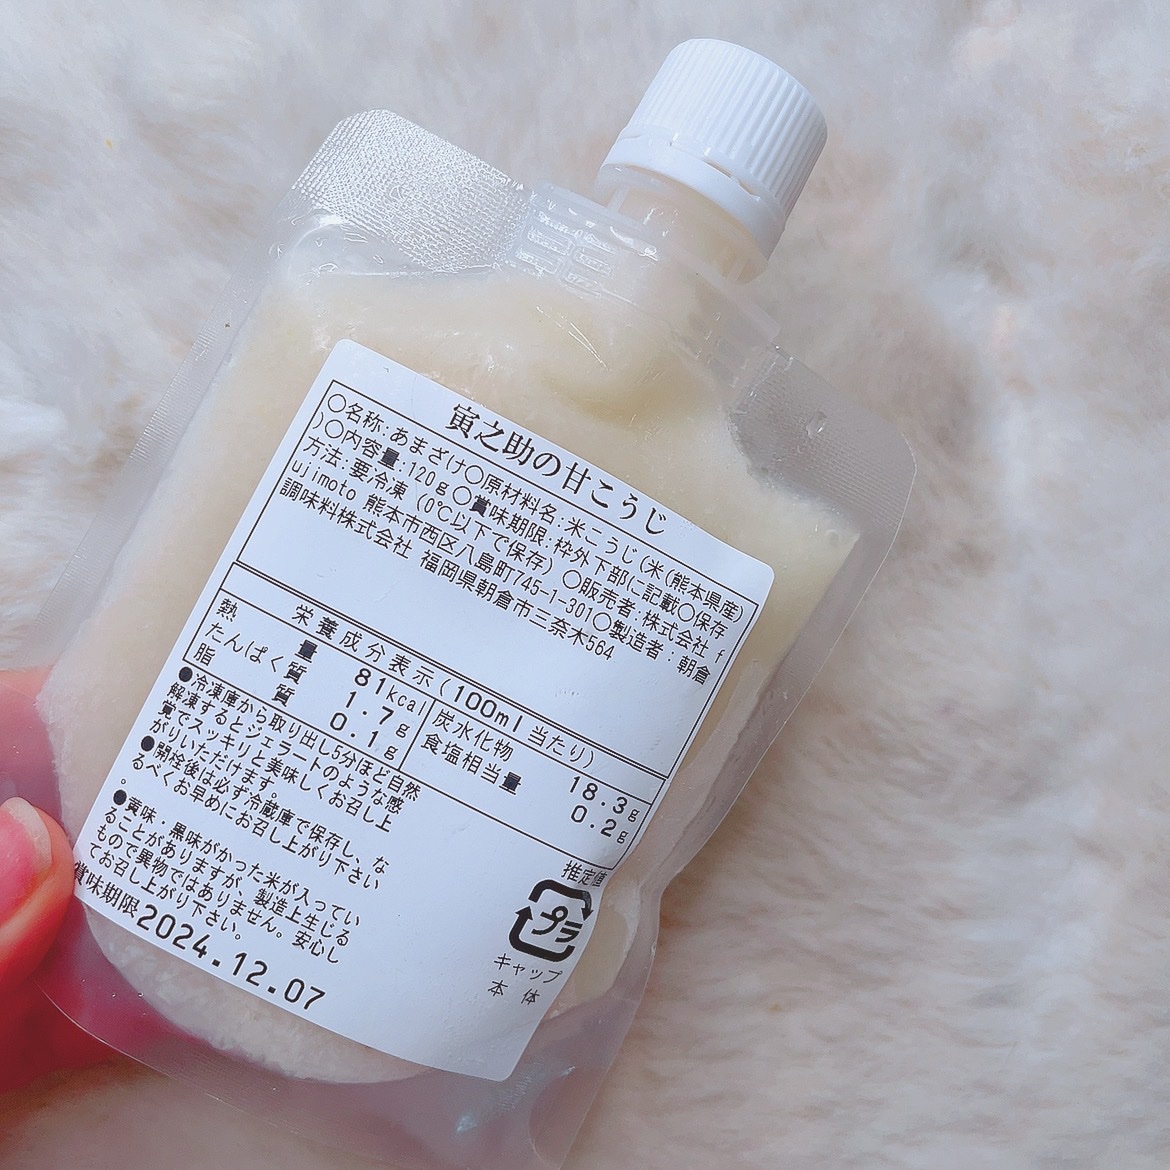 寅之助の甘こうじ
〇名称:あまざけ〇原材料名:米こうじ(米(熊本県産)
)〇内容量:120g〇賞味期限:枠外下部に記載〇保存
方法:要冷凍(0℃以下で保存)〇販売者:株式会社 f
ujimoto 熊本市西区八島町745-1-301〇製造者:朝倉
調味料株式会社 福岡県朝倉市三奈木564
栄養成分表示(100ml 当たり)
熱量 81kcal
たんぱく質 1.7g
脂質 0.1g
炭水化物 18.3g
食塩相当量 0.2g
推定値
●冷凍庫から取り出し5分ほど自然
解凍するとジェラートのような感
覚でスッキリと美味しくお召し上
がりいただけます。
●開栓後は必ず冷蔵庫で保存し、な
るべくお早めにお召し上がり下さい
。
●黄味・黒味がかった米が入ってい
ることがありますが、製造上生じる
もので異物ではありません。安心し
てお召し上がり下さい。
賞味期限2024.12.07
プラ
キャップ
本体